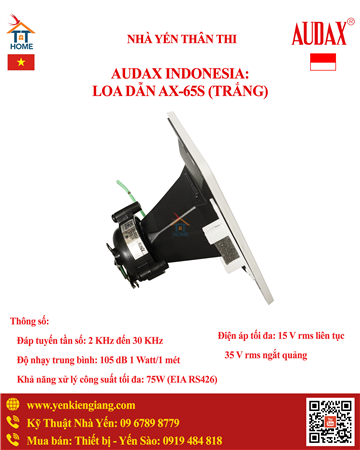 TT
HOME
NHÀ YẾN THÂN THI
AUDAX®
AUDAX INDONESIA:
LOA DẪN AX-65S (TRẮNG)
Thông số:
Đáp tuyến tần số: 2 KHz đến 30 KHz
Độ nhạy trung bình: 105 dB 1 Watt/1 mét
Khả năng xử lý công suất tối đa: 75W (EIA RS426)
Điện áp tối đa: 15 V rms liên tục
35 V rms ngắt quảng
www.yenkiengiang.com
Kỹ Thuật Nhà Yến: 09 6789 8779
Mua bán: Thiết bị - Yến Sào: 0919 484 818